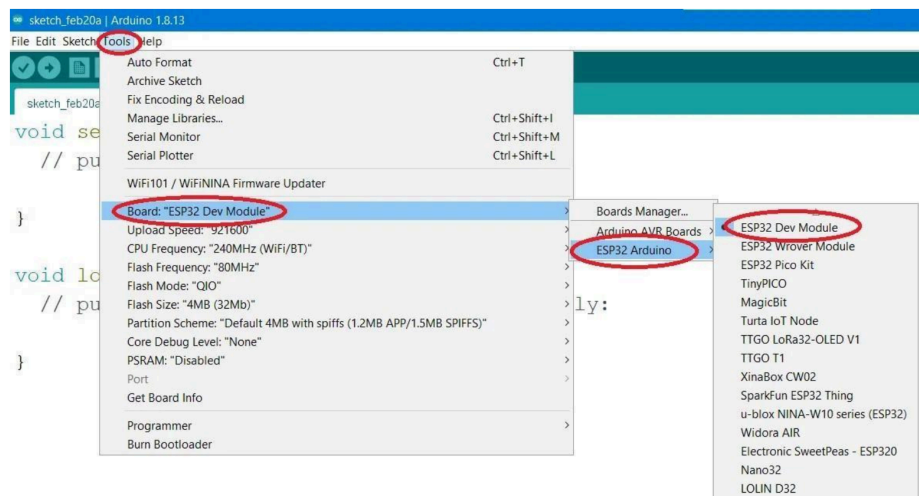 sketch_feb20a | Arduino 1.8.13
File Edit Sketch Tools Help
sketch_feb20a
void se
// pu
}
void lo
// pu
ly:
}
Auto Format Ctrl+T
Archive Sketch
Fix Encoding & Reload
Manage Libraries... Ctrl+Shift+I
Serial Monitor Ctrl+Shift+M
Serial Plotter Ctrl+Shift+L
WiFi101 / WiFiNINA Firmware Updater
Board: "ESP32 Dev Module"
Upload Speed: "921600"
CPU Frequency: "240MHz (WiFi/BT)"
Flash Frequency: "80MHz"
Flash Mode: "QIO"
Flash Size: "4MB (32Mb)"
Partition Scheme: "Default 4MB with spiffs (1.2MB APP/1.5MB SPIFFS)"
Core Debug Level: "None"
PSRAM: "Disabled"
Port
Get Board Info
Programmer
Burn Bootloader
Boards Manager...
Arduino AVR Boards
ESP32 Arduino
ESP32 Dev Module
ESP32 Wrover Module
ESP32 Pico Kit
TinyPICO
MagicBit
Turta IoT Node
TTGO LoRa32-OLED V1
TTGO T1
XinaBox CW02
SparkFun ESP32 Thing
u-blox NINA-W10 series (ESP32)
Widora AIR
Electronic SweetPeas - ESP320
Nano32
LOLIN D32